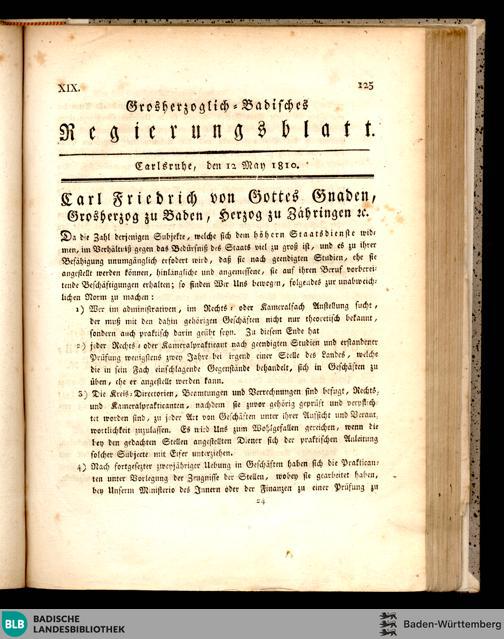 XIX.
125
Grosherzoglich-Badisches
Regierungsblatt.
Carlsruhe, den 12 May 1810.
Carl Friedrich von Gottes Gnaden,
Grosherzog zu Baden, Herzog zu Zähringen ꝛc.
Da die Zahl derjenigen Subjekte, welche sich dem höhern Staatsdienste wid-
men, im Verhältniß gegen das Bedürfniß des Staats viel zu groß ist, und es zu ihrer
Befähigung unumgänglich erfodert wird, daß sie nach geendigten Studien, ehe sie
angestellt werden können, hinlängliche und angemessene, sie auf ihren Beruf vorberei-
tende Beschäftigungen erhalten; so finden Wir Uns bewogen, folgendes zur unabweich-
lichen Norm zu machen:
1) Wer im administrativen, im Rechts- oder Kameralfach Anstellung sucht,
der muß mit den dahin gehörigen Geschäften nicht nur theoretisch bekannt,
sondern auch praktisch darin geübt seyn. Zu diesem Ende hat
2) jeder Rechts- oder Kameralpraktikant nach geendigten Studien und erstandener
Prüfung wenigstens zwey Jahre bei irgend einer Stelle des Landes, welche
die in sein Fach einschlagende Gegenstände behandelt, sich in Geschäften zu
üben, ehe er angestellt werden kann.
3) Die Kreis-Directorien, Beamtungen und Verrechnungen sind befugt, Rechts-
und Kameralpracticanten, nachdem sie zuvor gehörig geprüft und verpflich-
tet worden sind, zu jeder Art von Geschäften unter ihrer Aufsicht und Verant-
wortlichkeit zuzulassen. Es wird Uns zum Wohlgefallen gereichen, wenn die
bey den gedachten Stellen angestellten Diener sich der praktischen Anleitung
solcher Subjecte mit Eifer unterziehen.
4) Nach fortgesetzter zweyjähriger Uebung in Geschäften haben sich die Praktican-
ten unter Vorlegung der Zeugnisse der Stellen, wobey sie gearbeitet haben,
bey Unserm Ministerio des Innern oder der Finanzen zu einer Prüfung zu
24
BLB
BADISCHE
LANDESBIBLIOTHEK
Baden-Württemberg